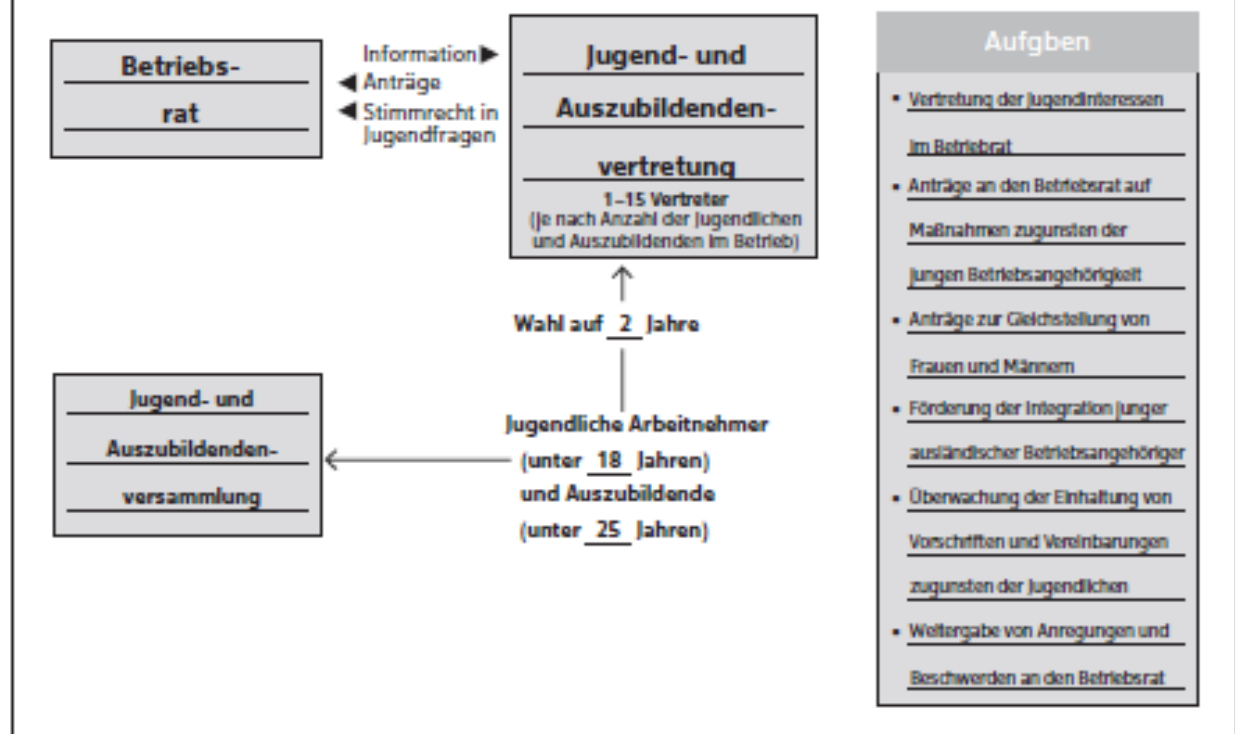 Betriebs-
rat
Information ▶
◀ Anträge
◀ Stimmrecht in
Jugendfragen
Jugend- und
Auszubildenden-
vertretung
1–15 Vertreter
(je nach Anzahl der Jugendlichen
und Auszubildenden im Betrieb)
Wahl auf 2 Jahre
Jugend- und
Auszubildenden-
versammlung
Jugendliche Arbeitnehmer
(unter 18 Jahren)
und Auszubildende
(unter 25 Jahren)
Aufgben
• Vertretung der Jugendinteressen
im Betriebrat
• Anträge an den Betriebsrat auf
Maßnahmen zugunsten der
jungen Betriebsangehörigkeit
• Anträge zur Gleichstellung von
Frauen und Männern
• Förderung der Integration junger
ausländischer Betriebsangehöriger
• Überwachung der Einhaltung von
Vorschriften und Vereinbarungen
zugunsten der Jugendlichen
• Weitergabe von Anregungen und
Beschwerden an den Betriebsrat